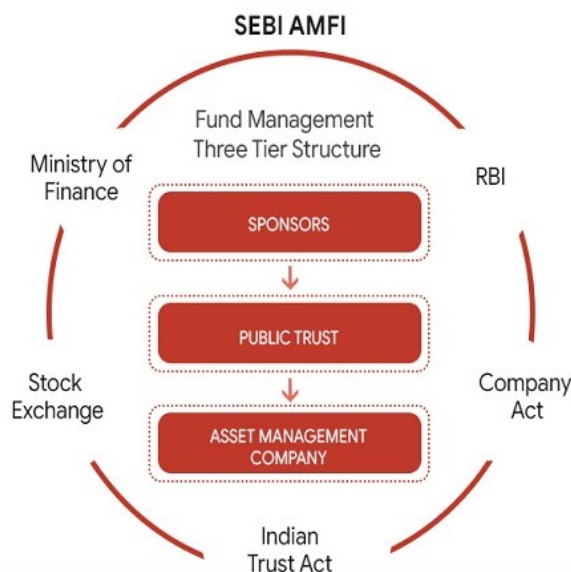 SEBI AMFI
Fund Management
Three Tier Structure
Ministry of
Finance
RBI
SPONSORS
PUBLIC TRUST
Stock
Exchange
Company
Act
ASSET MANAGEMENT
COMPANY
Indian
Trust Act